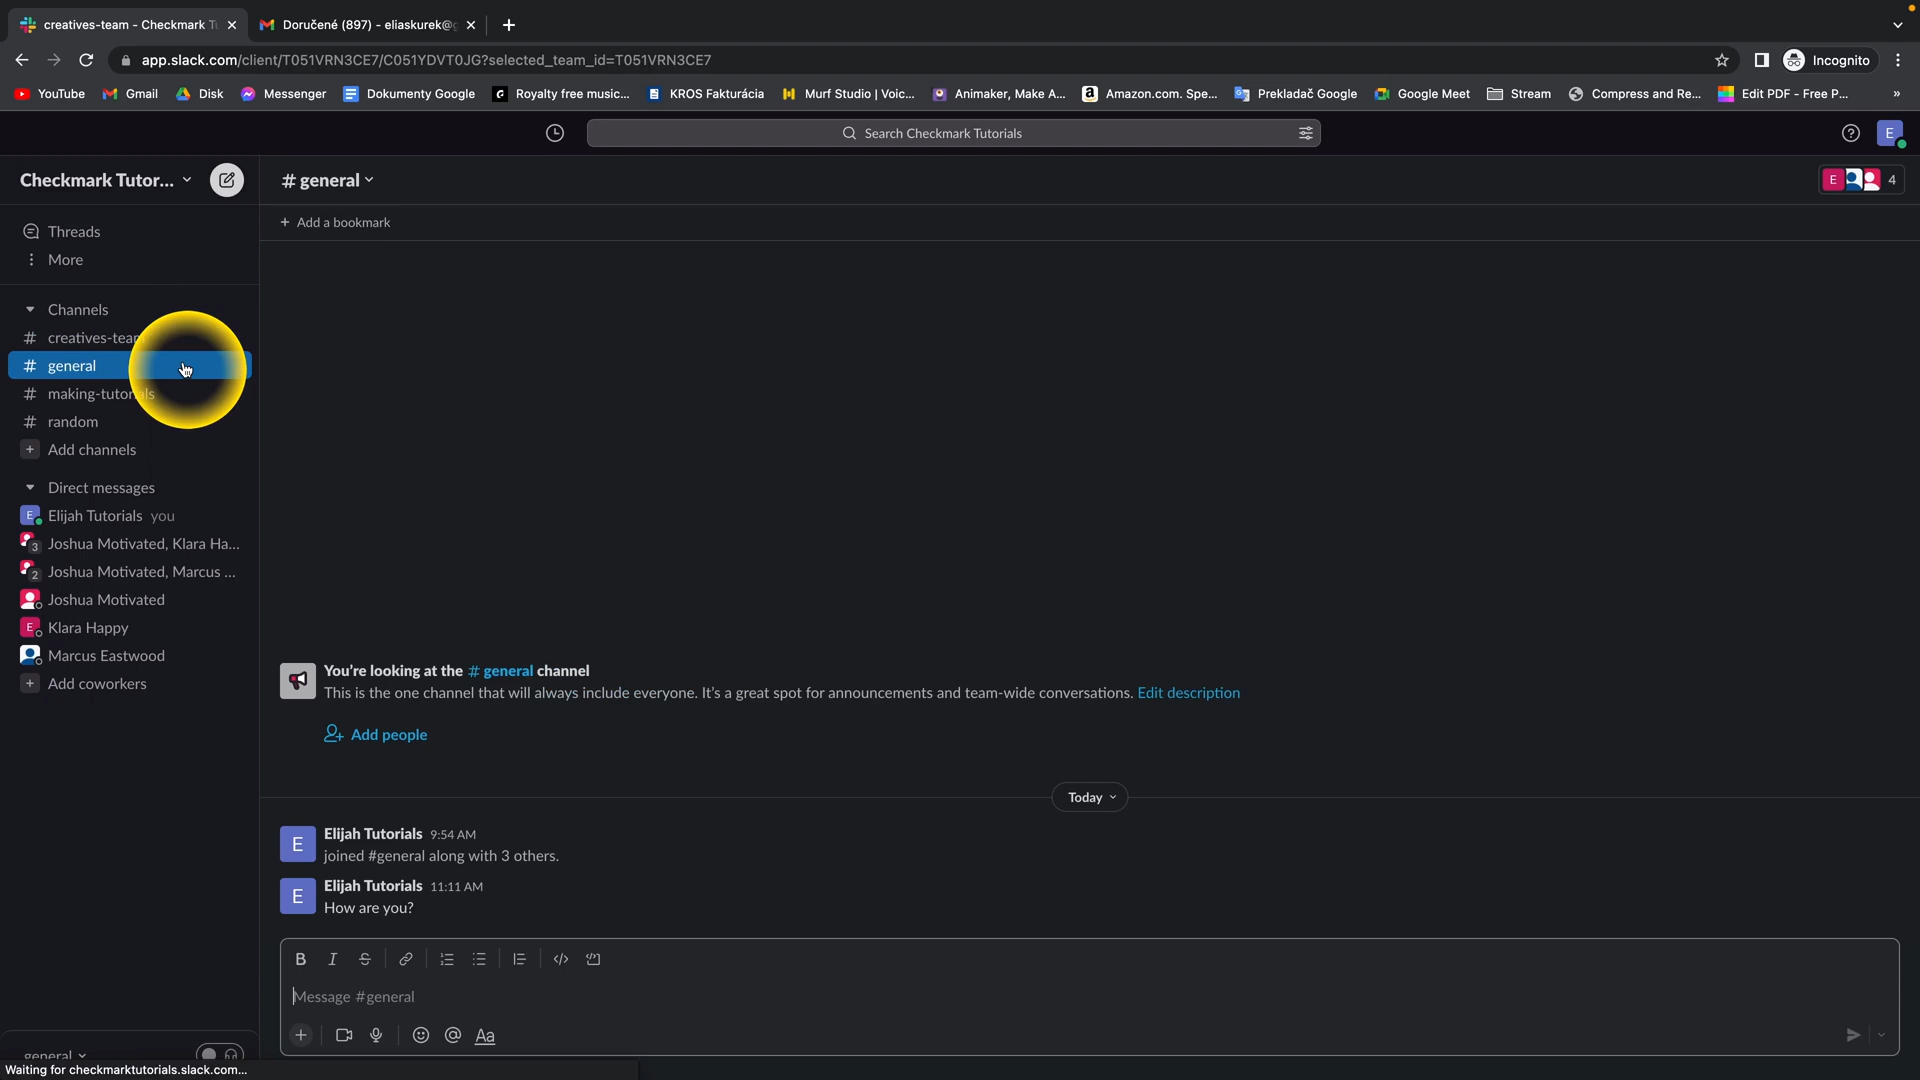 creatives-team - Checkmark Tu
Doručené (897) - eliaskurek@g
app.slack.com/client/T051VRN3CE7/C051YDVT0JG?selected_team_id=T051VRN3CE7
Incognito
YouTube
Gmail
Disk
Messenger
Dokumenty Google
Royalty free music...
KROS Fakturácia
Murf Studio | Voic...
Animaker, Make A...
Amazon.com. Spe...
Prekladač Google
Google Meet
Stream
Compress and Re...
Edit PDF - Free P...
»
Search Checkmark Tutorials
E
Checkmark Tutor...
# general
E
4
Threads
+ Add a bookmark
More
Channels
# creatives-team
# general
# making-tutorials
# random
+ Add channels
Direct messages
E Elijah Tutorials you
3 Joshua Motivated, Klara Ha...
2 Joshua Motivated, Marcus ...
Joshua Motivated
E Klara Happy
Marcus Eastwood
+ Add coworkers
You're looking at the # general channel
This is the one channel that will always include everyone. It's a great spot for announcements and team-wide conversations. Edit description
Add people
Today
E
Elijah Tutorials 9:54 AM
joined #general along with 3 others.
E
Elijah Tutorials 11:11 AM
How are you?
B I S
Message #general
@ Aa
general
Waiting for checkmarktutorials.slack.com...